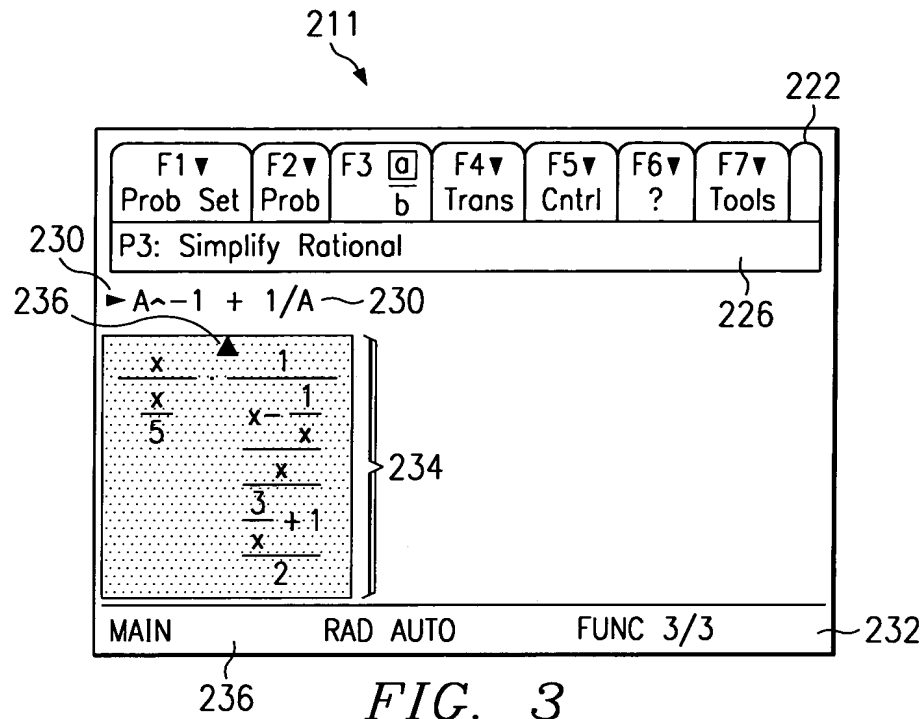 211
222
F1▼ F2▼ F3 a F4▼ F5▼ F6▼ F7▼
Prob Set Prob b Trans Cntrl ? Tools
P3: Simplify Rational
230
►A^-1 + 1/A 230
236
226
x · 1
x
5
x- 1
x
x
3
x
+ 1
2
234
MAIN RAD AUTO FUNC 3/3
232
236
FIG. 3